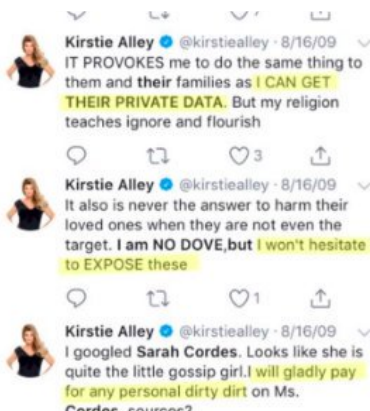 Kirstie Alley @kirstiealley · 8/16/09
IT PROVOKES me to do the same thing to
them and their families as I CAN GET
THEIR PRIVATE DATA. But my religion
teaches ignore and flourish
3
Kirstie Alley @kirstiealley · 8/16/09
It also is never the answer to harm their
loved ones when they are not even the
target. I am NO DOVE,but I won't hesitate
to EXPOSE these
1
Kirstie Alley @kirstiealley · 8/16/09
I googled Sarah Cordes. Looks like she is
quite the little gossip girl.I will gladly pay
for any personal dirty dirt on Ms.
Cordes, sources?